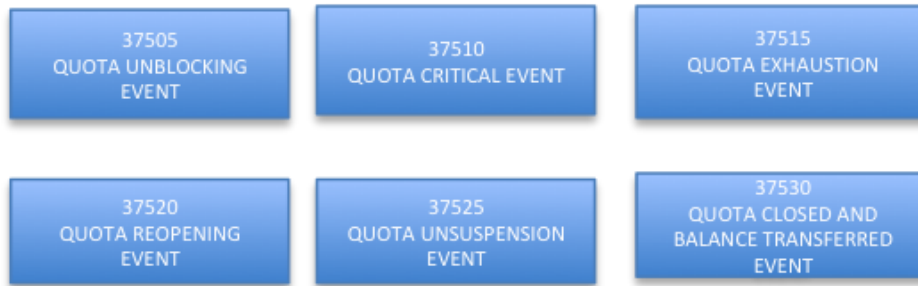 37505
QUOTA UNBLOCKING
EVENT
37510
QUOTA CRITICAL EVENT
37515
QUOTA EXHAUSTION
EVENT
37520
QUOTA REOPENING
EVENT
37525
QUOTA UNSUSPENSION
EVENT
37530
QUOTA CLOSED AND
BALANCE TRANSFERRED
EVENT